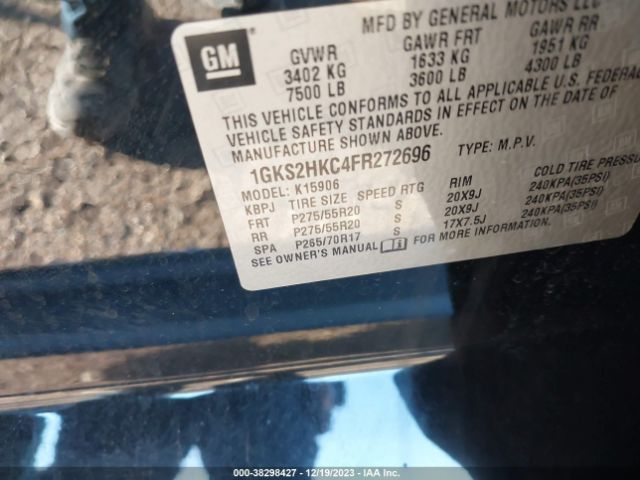 GM
MFD BY GENERAL MOTORS LLC
GVWR GAWR FRT GAWR RR
3402 KG 1633 KG 1951 KG
7500 LB 3600 LB 4300 LB
THIS VEHICLE CONFORMS TO ALL APPLICABLE U.S. FEDERAL
VEHICLE SAFETY STANDARDS IN EFFECT ON THE DATE OF
MANUFACTURE SHOWN ABOVE.
1GKS2HKC4FR272696 TYPE: M.P.V.
MODEL: K15906
KBPJ TIRE SIZE SPEED RTG RIM COLD TIRE PRESSU
FRT P275/55R20 S 20X9J 240KPA(35PSI)
RR P275/55R20 S 20X9J 240KPA(35PSI)
SPA P265/70R17 S 17X7.5J 240KPA(35PSI)
SEE OWNER'S MANUAL FOR MORE INFORMATION.
000-38298427 - 12/19/2023 - IAA Inc.